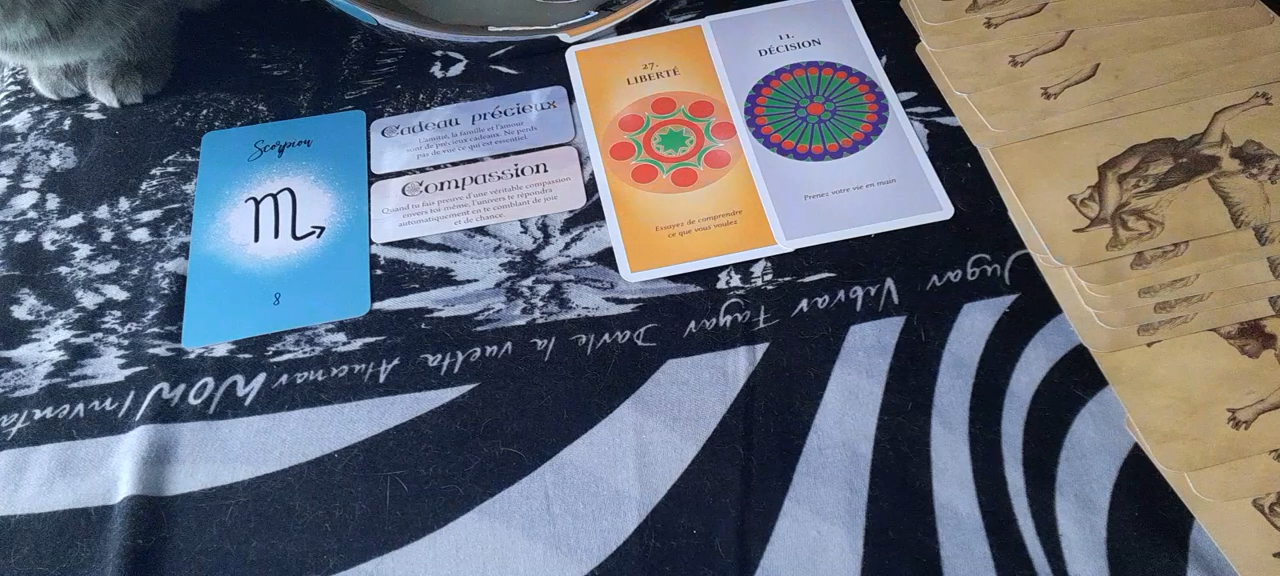 Scorpion
8
Cadeau précieux
L'amitié, la famille et l'amour
sont de précieux cadeaux. Ne perds
pas de vue ce qui est essentiel.
Compassion
Quand tu fais preuve d'une véritable compassion
envers toi-même, l'univers te répondra
automatiquement en te comblant de joie
et de chance.
27.
LIBERTÉ
Essayez de comprendre
ce que vous voulez
11.
DÉCISION
Prenez votre vie en main
Jugar Vibrar Fugar Darle la vuelta Alucinar WOW! Inventa